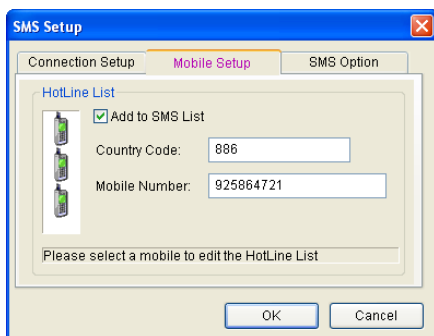 SMS Setup
Connection Setup
Mobile Setup
SMS Option
HotLine List
Add to SMS List
Country Code:
886
Mobile Number:
925864721
Please select a mobile to edit the HotLine List
OK
Cancel